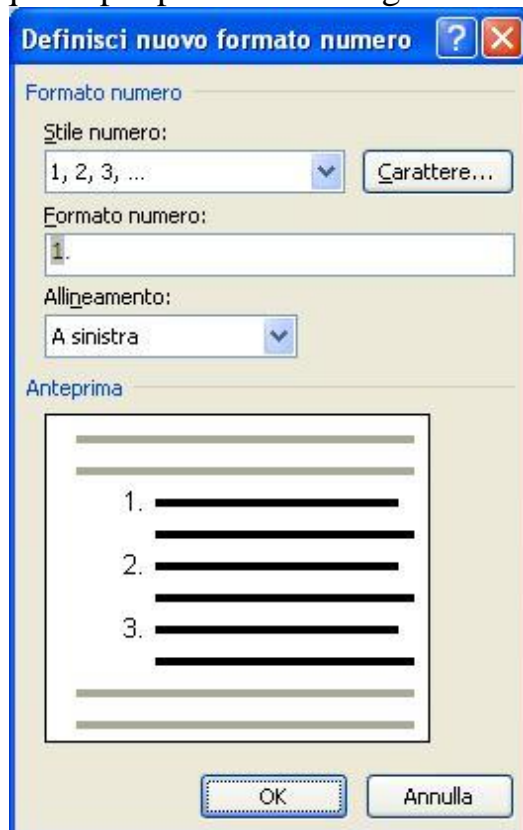 Definisci nuovo formato numero
Formato numero
Stile numero:
1, 2, 3, ...
Carattere...
Formato numero:
1.
Allineamento:
A sinistra
Anteprima
1.
2.
3.
OK Annulla